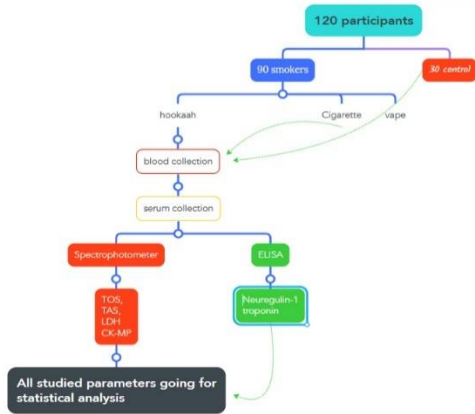 120 participants
90 smokers
30 control
hookaah
Cigarette
vape
blood collection
serum collection
Spectrophotometer
ELISA
TOS,
TAS,
LDH
CK-MP
Neuregulin-1
troponin
All studied parameters going for
statistical analysis